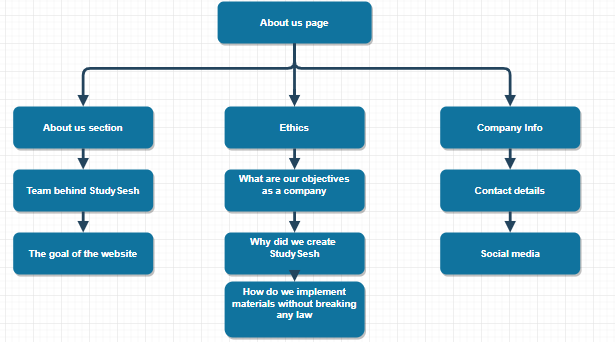 About us page
About us section
Ethics
Company Info
Team behind StudySesh
What are our objectives
as a company
Contact details
The goal of the website
Why did we create
StudySesh
Social media
How do we implement
materials without breaking
any law